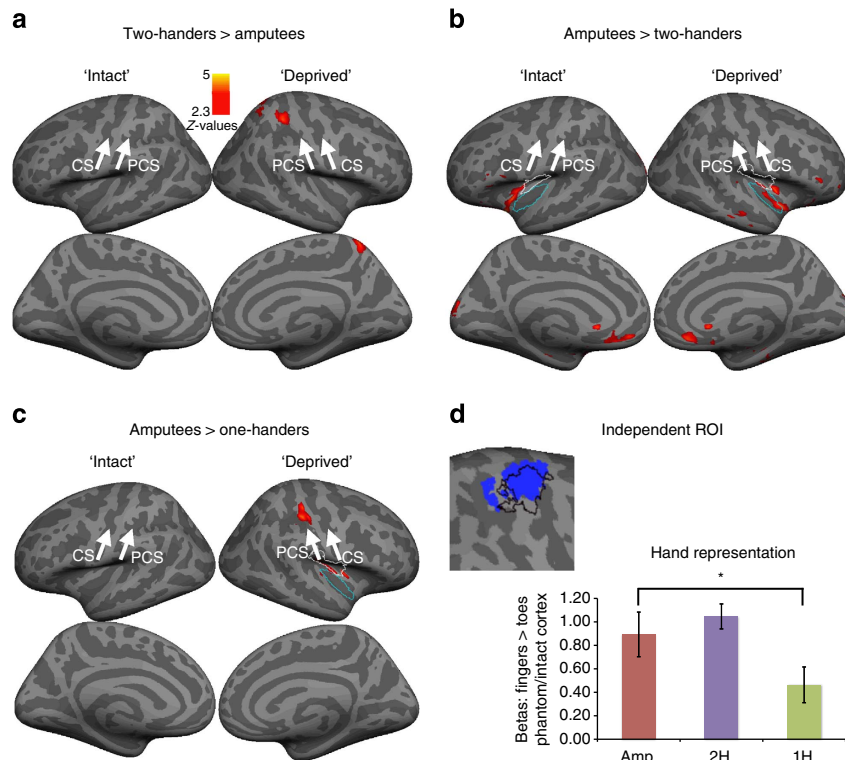 a
Two-handers > amputees
‘Intact’
5
2.3
Z-values
‘Deprived’
CS
PCS
PCS
CS
b
Amputees > two-handers
‘Intact’
‘Deprived’
CS
PCS
PCS
CS
c
Amputees > one-handers
‘Intact’
‘Deprived’
CS
PCS
PCS
CS
d
Independent ROI
Hand representation
*
Betas: fingers > toes
phantom/intact cortex
1.20
1.00
0.80
0.60
0.40
0.20
0.00
Amp
2H
1H